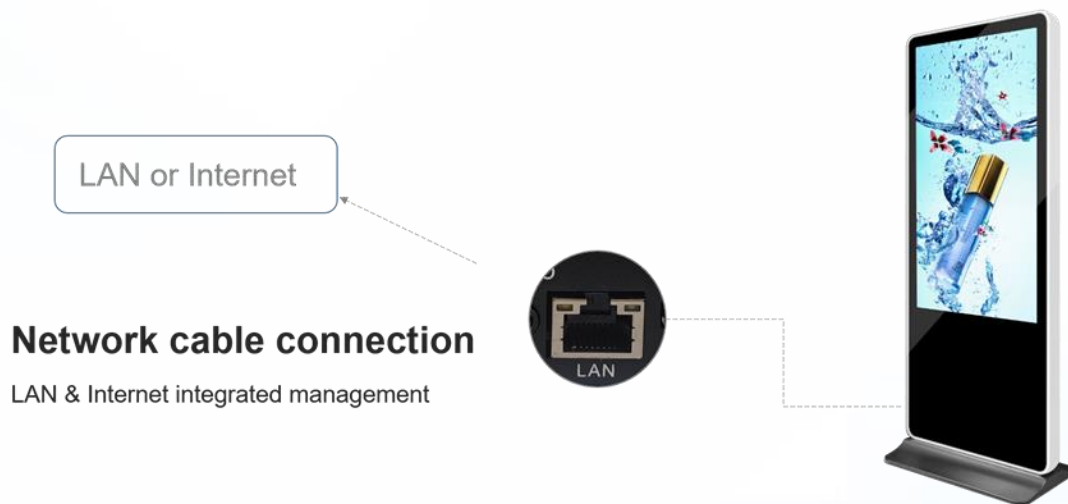 LAN or Internet
Network cable connection
LAN & Internet integrated management
LAN